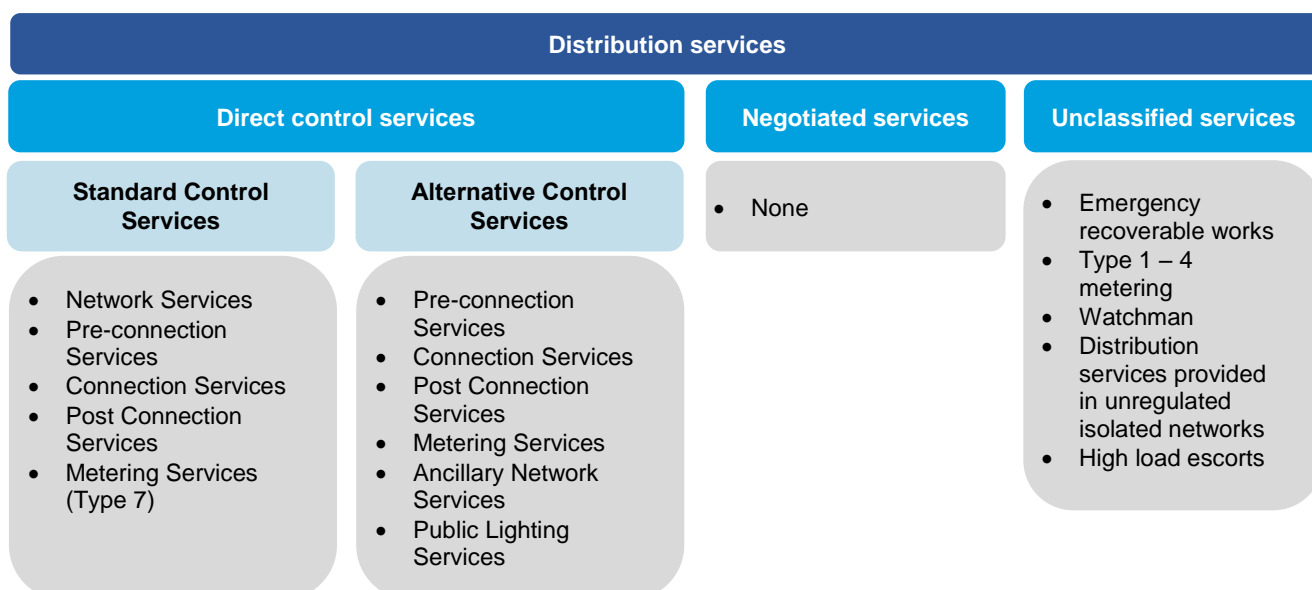 Distribution services
Direct control services
Negotiated services
Unclassified services
Standard Control
Services
Alternative Control
Services
• None
• Emergency
recoverable works
• Type 1 – 4
metering
• Watchman
• Distribution
services provided
in unregulated
isolated networks
• High load escorts
• Network Services
• Pre-connection
Services
• Connection Services
• Post Connection
Services
• Metering Services
(Type 7)
• Pre-connection
Services
• Connection Services
• Post Connection
Services
• Metering Services
• Ancillary Network
Services
• Public Lighting
Services